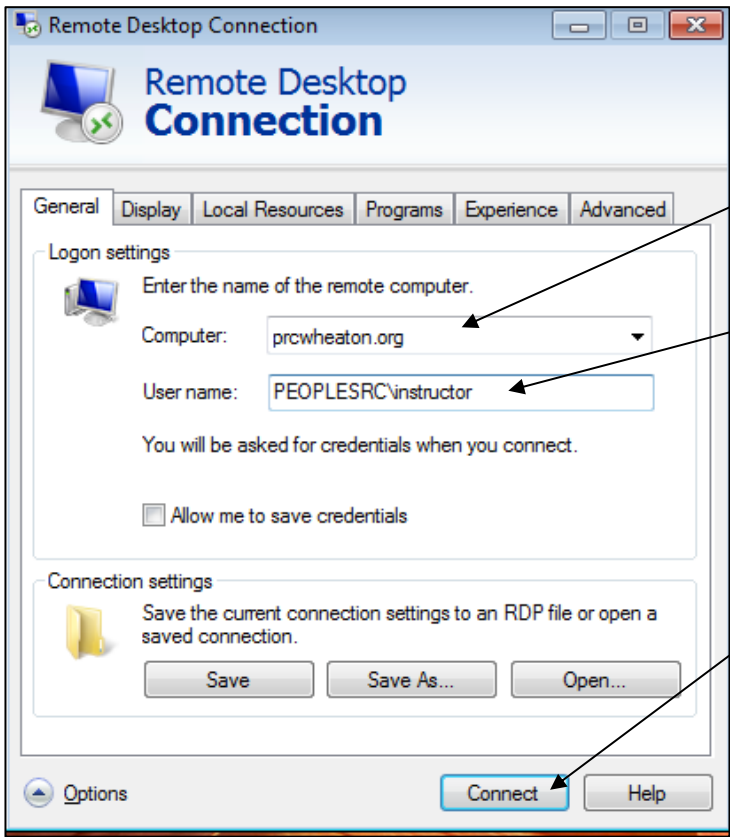 Remote Desktop Connection
Remote Desktop
Connection
General Display Local Resources Programs Experience Advanced
Logon settings
Enter the name of the remote computer.
Computer: prcwheaton.org
User name: PEOPLESRC\instructor
You will be asked for credentials when you connect.
Allow me to save credentials
Connection settings
Save the current connection settings to an RDP file or open a
saved connection.
Save Save As... Open...
Options Connect Help